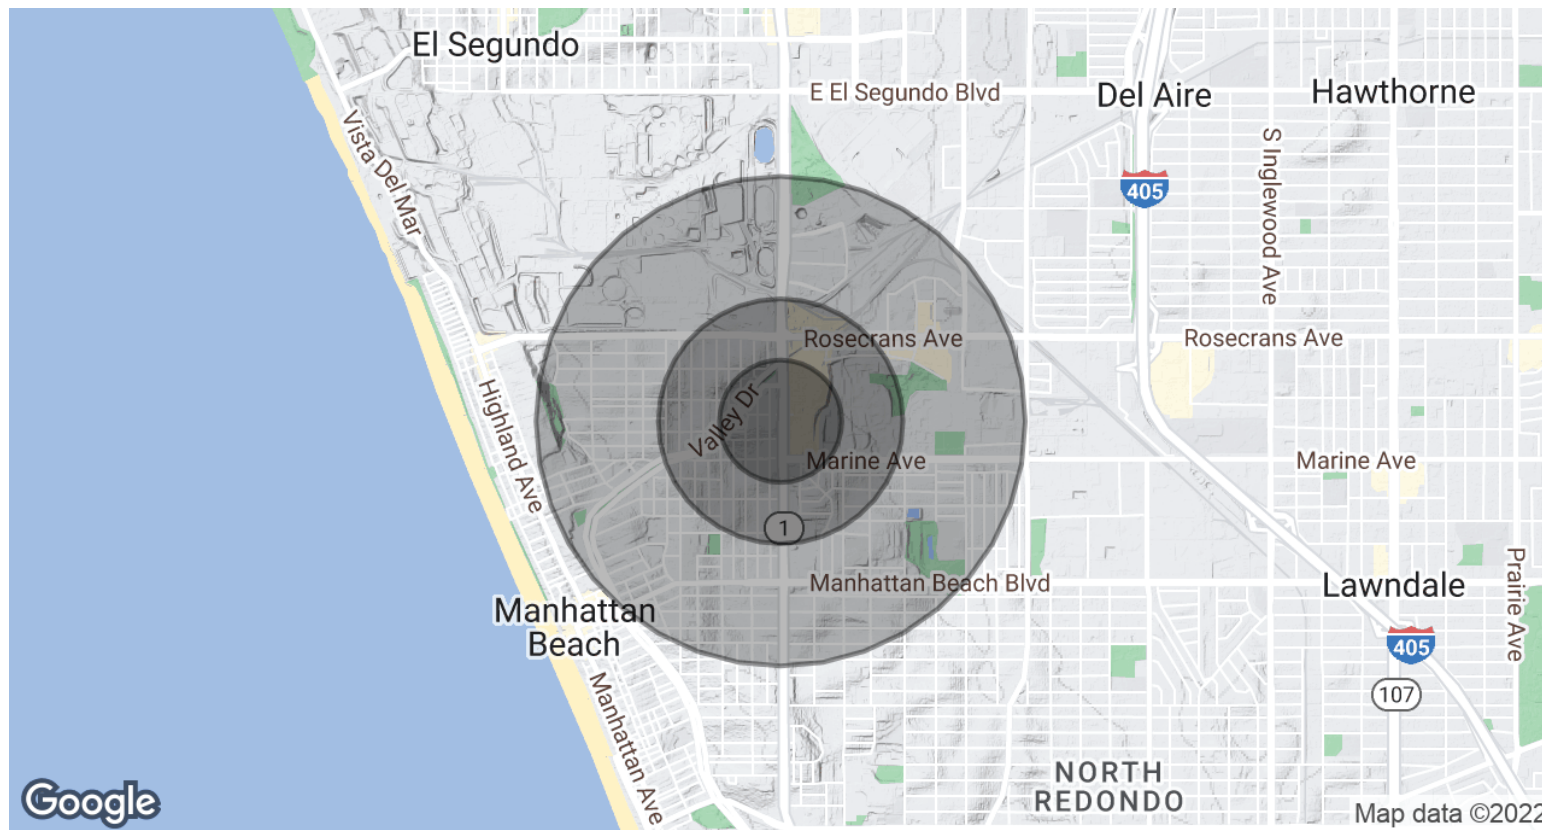 El Segundo
E El Segundo Blvd
Del Aire
Hawthorne
Vista Del Mar
S Inglewood Ave
405
Rosecrans Ave
Rosecrans Ave
Highland Ave
Valley Dr
Marine Ave
Marine Ave
1
Manhattan Beach Blvd
Lawndale
Prairie Ave
Manhattan
Beach
405
107
Manhattan Ave
NORTH
REDONDO
Google
Map data ©2022